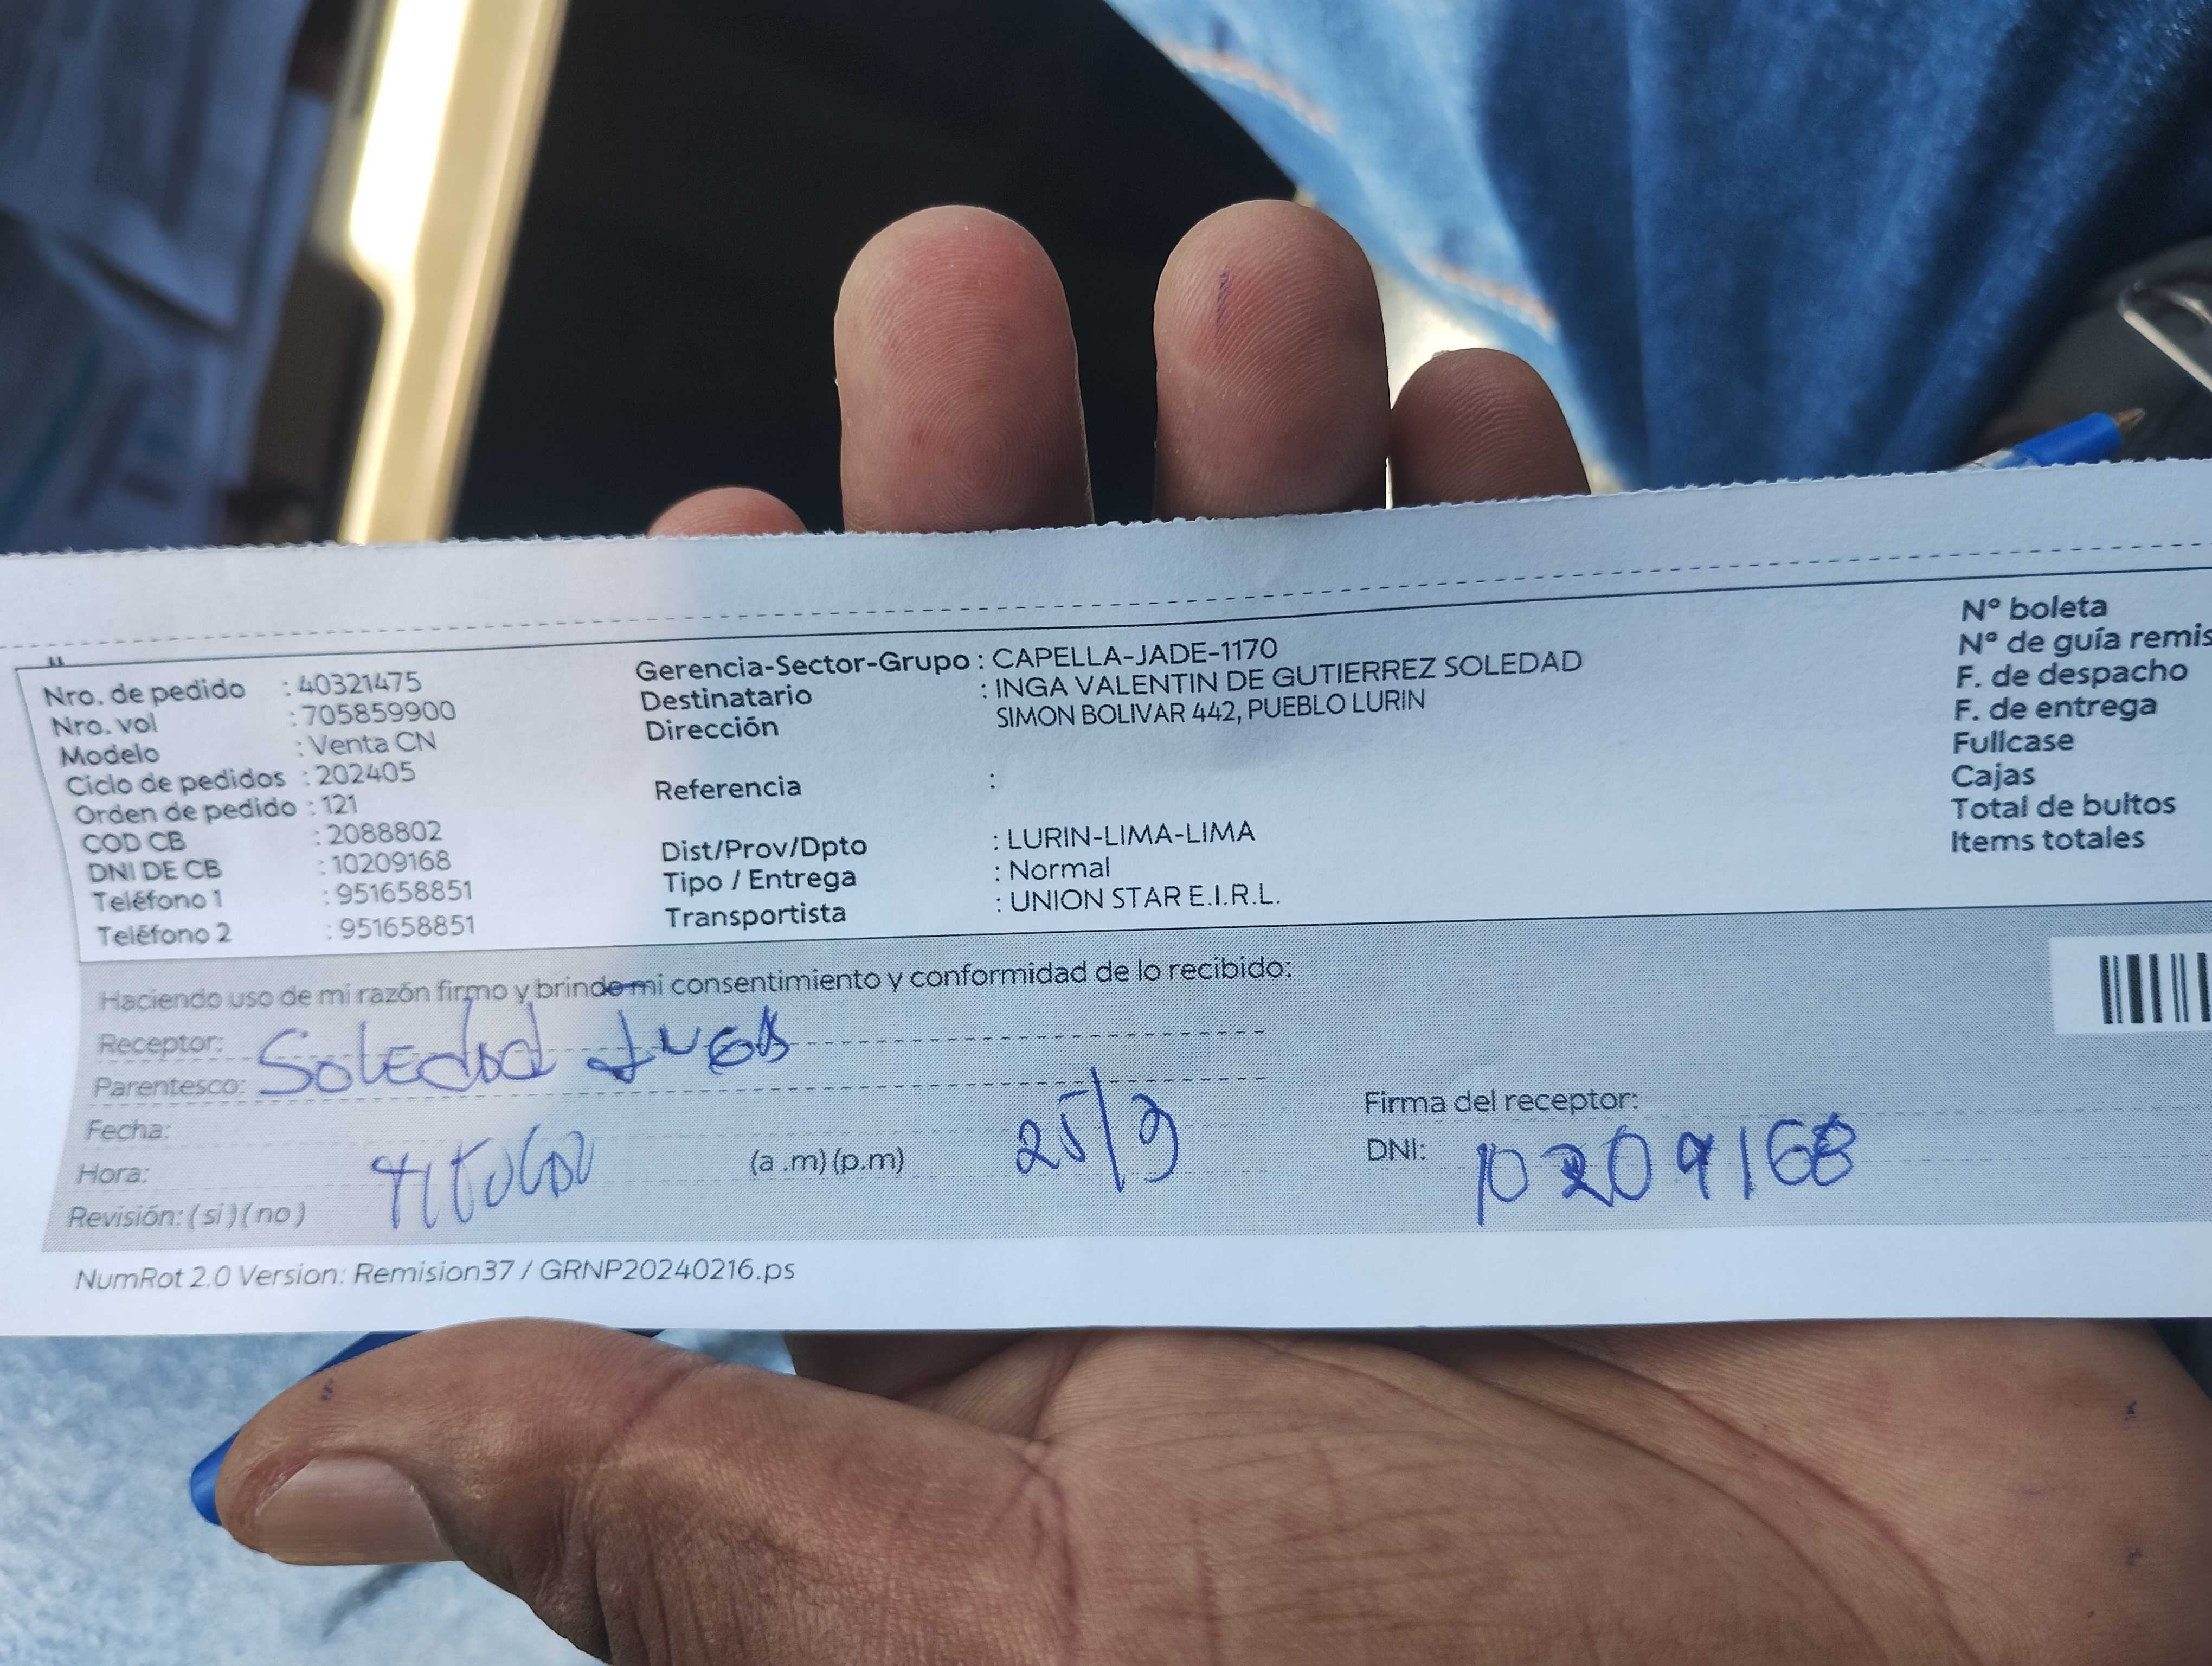 Nro. de pedido : 40321475
Nro. vol : 705859900
Modelo : Venta CN
Ciclo de pedidos : 202405
Orden de pedido : 121
COD CB : 2088802
DNI DE CB : 10209168
Teléfono 1 : 951658851
Teléfono 2 : 951658851
Gerencia-Sector-Grupo : CAPELLA-JADE-1170
Destinatario : INGA VALENTIN DE GUTIERREZ SOLEDAD
Dirección SIMON BOLIVAR 442, PUEBLO LURIN
Referencia :
Dist/Prov/Dpto : LURIN-LIMA-LIMA
Tipo / Entrega : Normal
Transportista : UNION STAR E.I.R.L.
N° boleta
N° de guía remis
F. de despacho
F. de entrega
Fullcase
Cajas
Total de bultos
Items totales
Haciendo uso de mi razón firmo y brindo mi consentimiento y conformidad de lo recibido:
Receptor: Soledad Inga
Parentesco:
Fecha: 25/2
Hora: (a .m) (p.m)
Revisión: ( si ) ( no )
Firma del receptor:
DNI: 10209168
NumRot 2.0 Version: Remision37 / GRNP20240216.ps